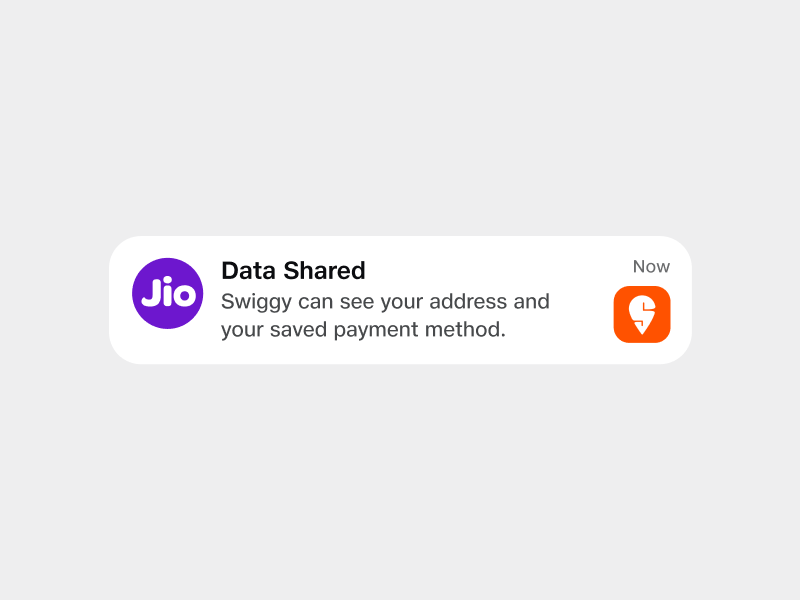 Jio
Data Shared
Now
Swiggy can see your address and
your saved payment method.